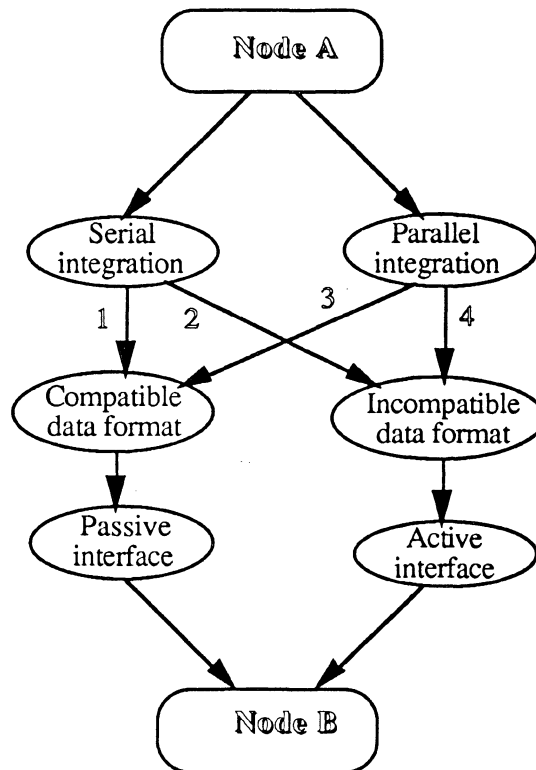 Node A
Serial
integration
Parallel
integration
1
2
3
4
Compatible
data format
Incompatible
data format
Passive
interface
Active
interface
Node B